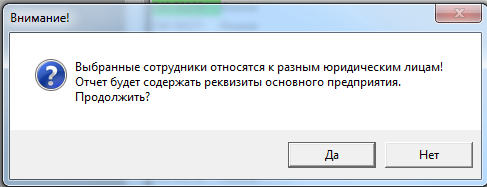 Внимание!
Выбранные сотрудники относятся к разным юридическим лицам!
Отчет будет содержать реквизиты основного предприятия.
Продолжить?
Да
Нет